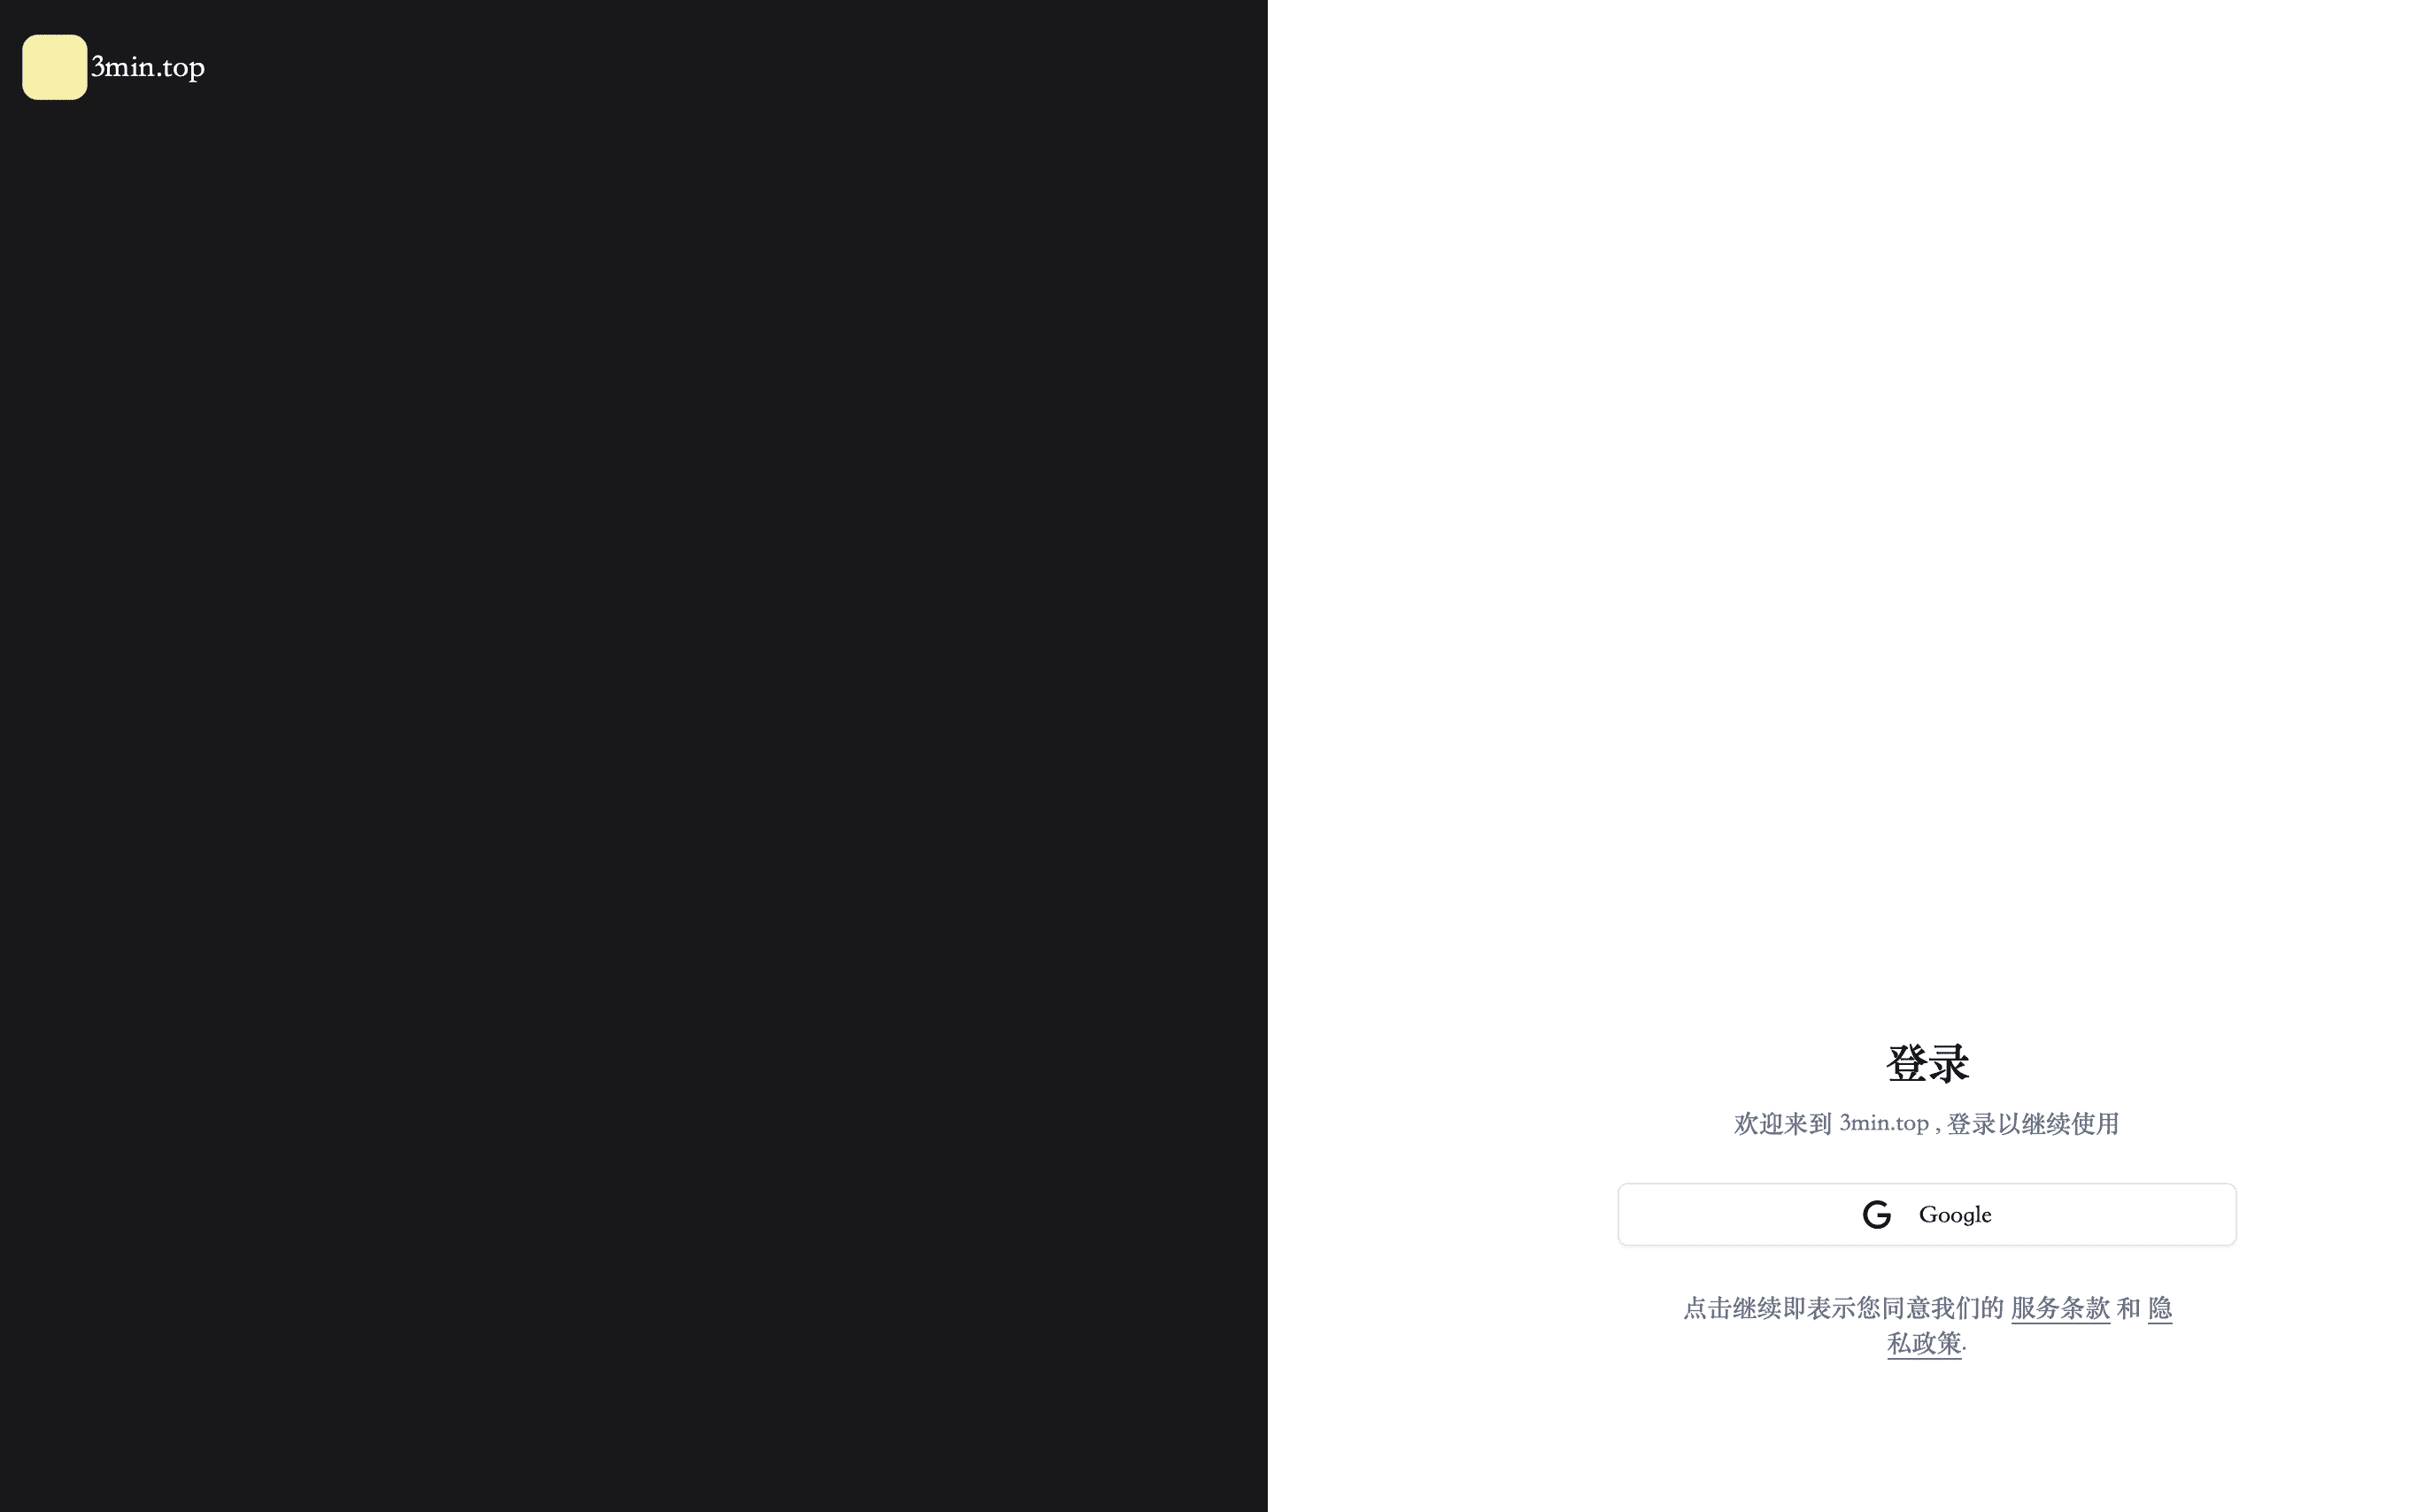 3min.top
登录
欢迎来到 3min.top , 登录以继续使用
Google
点击继续即表示您同意我们的 服务条款 和 隐
私政策.